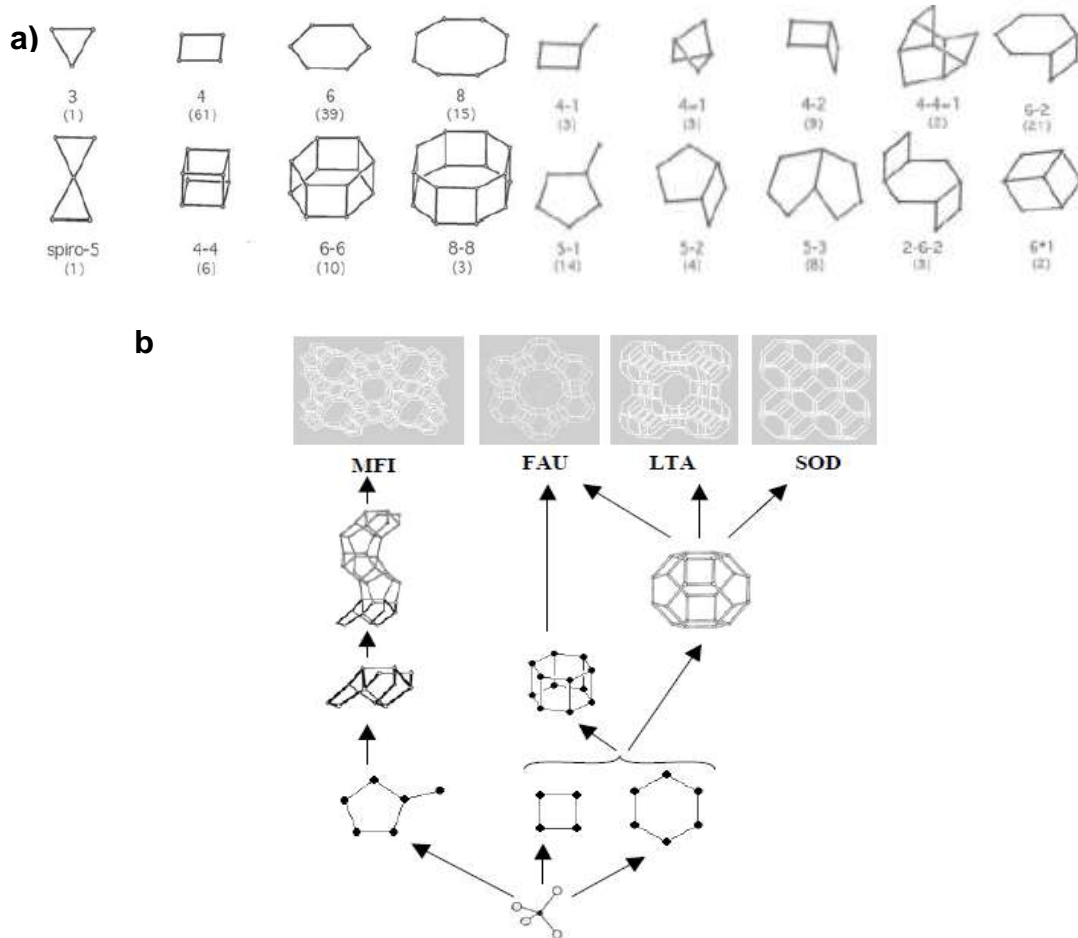 a)
3 4 6 8 4-1 4=1 4-2 4-4=1 6-2
(1) (61) (39) (15) (3) (3) (9) (2) (21)
spiro-5 4-4 6-6 8-8 5-1 5-2 5-3 2-6-2 6*1
(1) (6) (10) (3) (14) (4) (8) (3) (2)
b
MFI FAU LTA SOD